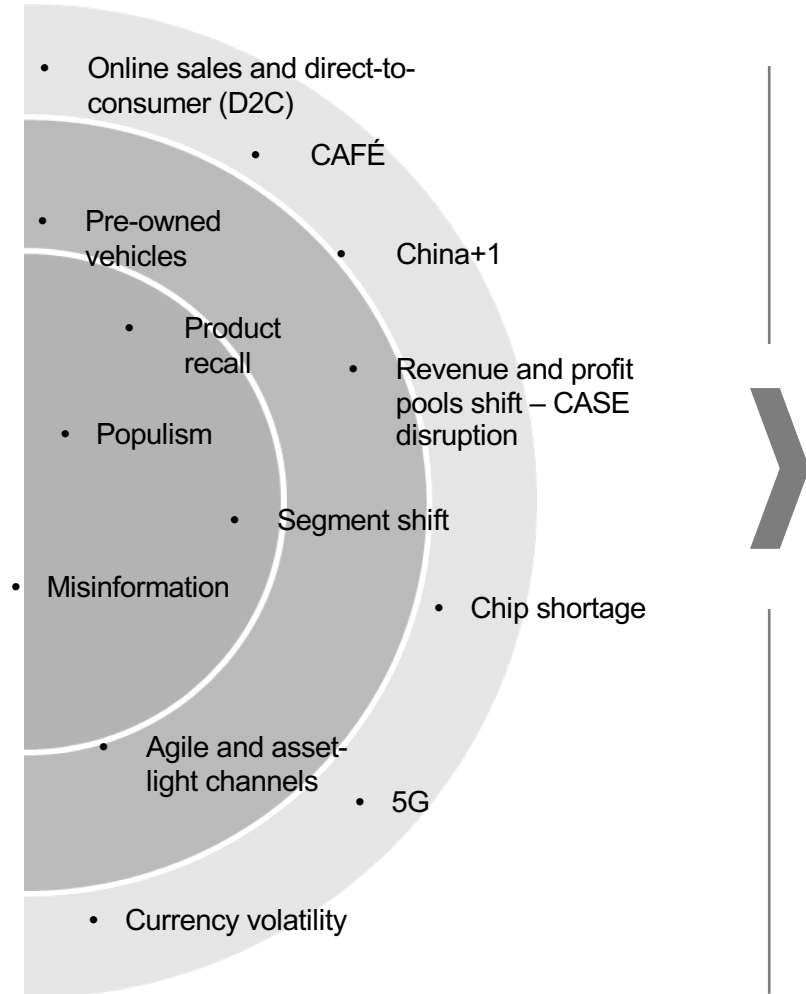 • Online sales and direct-to-
consumer (D2C)
• CAFÉ
• Pre-owned
vehicles
• China+1
• Product
recall
• Revenue and profit
pools shift – CASE
disruption
• Populism
• Segment shift
• Misinformation
• Chip shortage
• Agile and asset-
light channels
• 5G
• Currency volatility